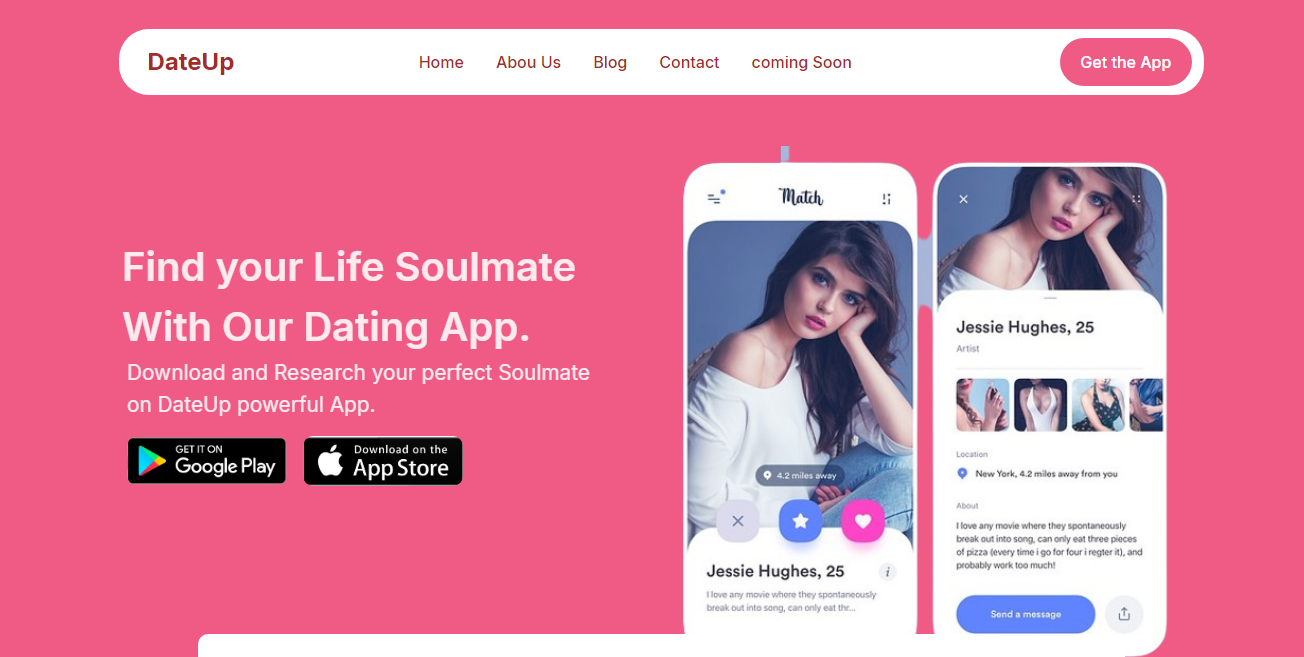 DateUp
Home
Abou Us
Blog
Contact
coming Soon
Get the App
Find your Life Soulmate
With Our Dating App.
Download and Research your perfect Soulmate
on DateUp powerful App.
GET IT ON
Google Play
Download on the
App Store
Match
4.2 miles away
Jessie Hughes, 25
i
I love any movie where they spontaneously
break out into song, can only eat thr...
Jessie Hughes, 25
Artist
Location
New York, 4.2 miles away from you
About
I love any movie where they spontaneously
break out into song, can only eat three pieces
of pizza (every time i go for four i regter it), and
probably work too much!
Send a message